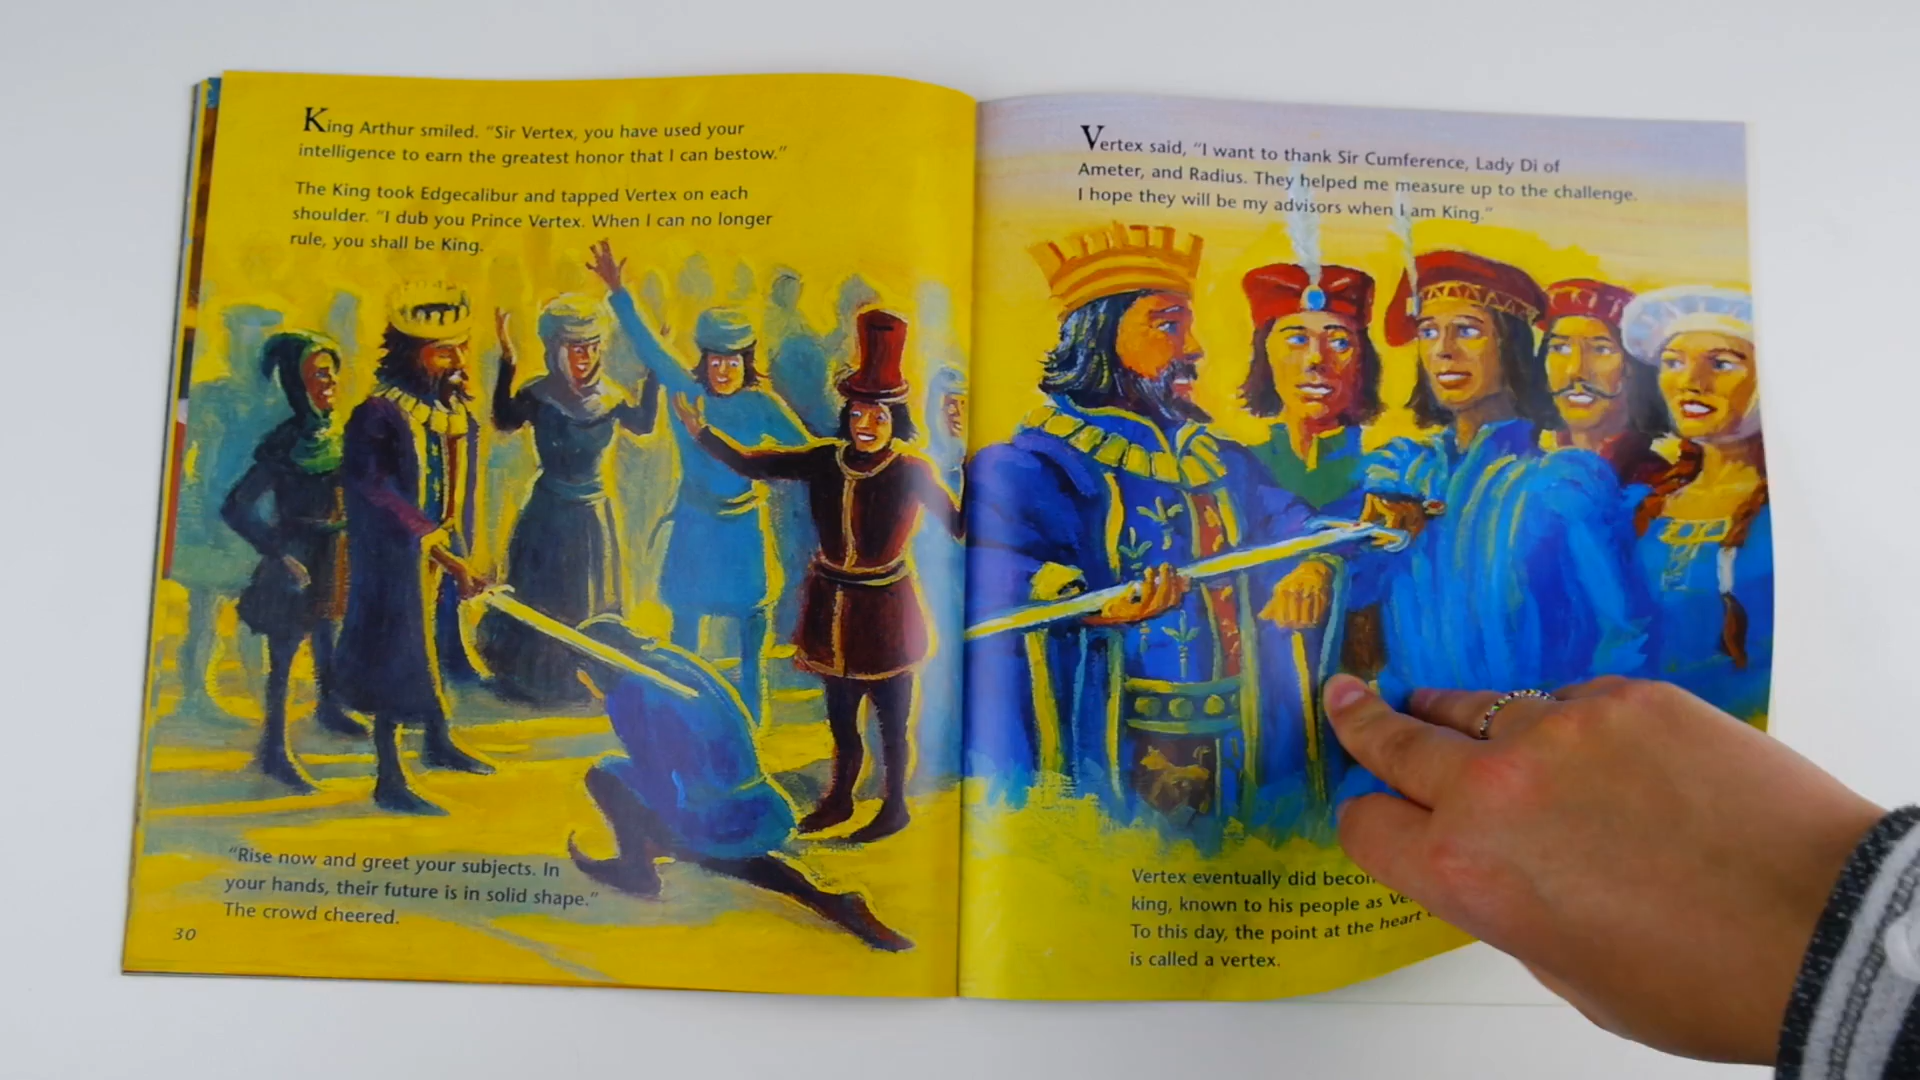 King Arthur smiled. “Sir Vertex, you have used your
intelligence to earn the greatest honor that I can bestow.”
The King took Edgecalibur and tapped Vertex on each
shoulder. “I dub you Prince Vertex. When I can no longer
rule, you shall be King.
“Rise now and greet your subjects. In
your hands, their future is in solid shape.”
The crowd cheered.
30
Vertex said, “I want to thank Sir Cumference, Lady Di of
Ameter, and Radius. They helped me measure up to the challenge.
I hope they will be my advisors when I am King.”
Vertex eventually did
king, known to his people as
To this day, the point at the heart
is called a vertex.